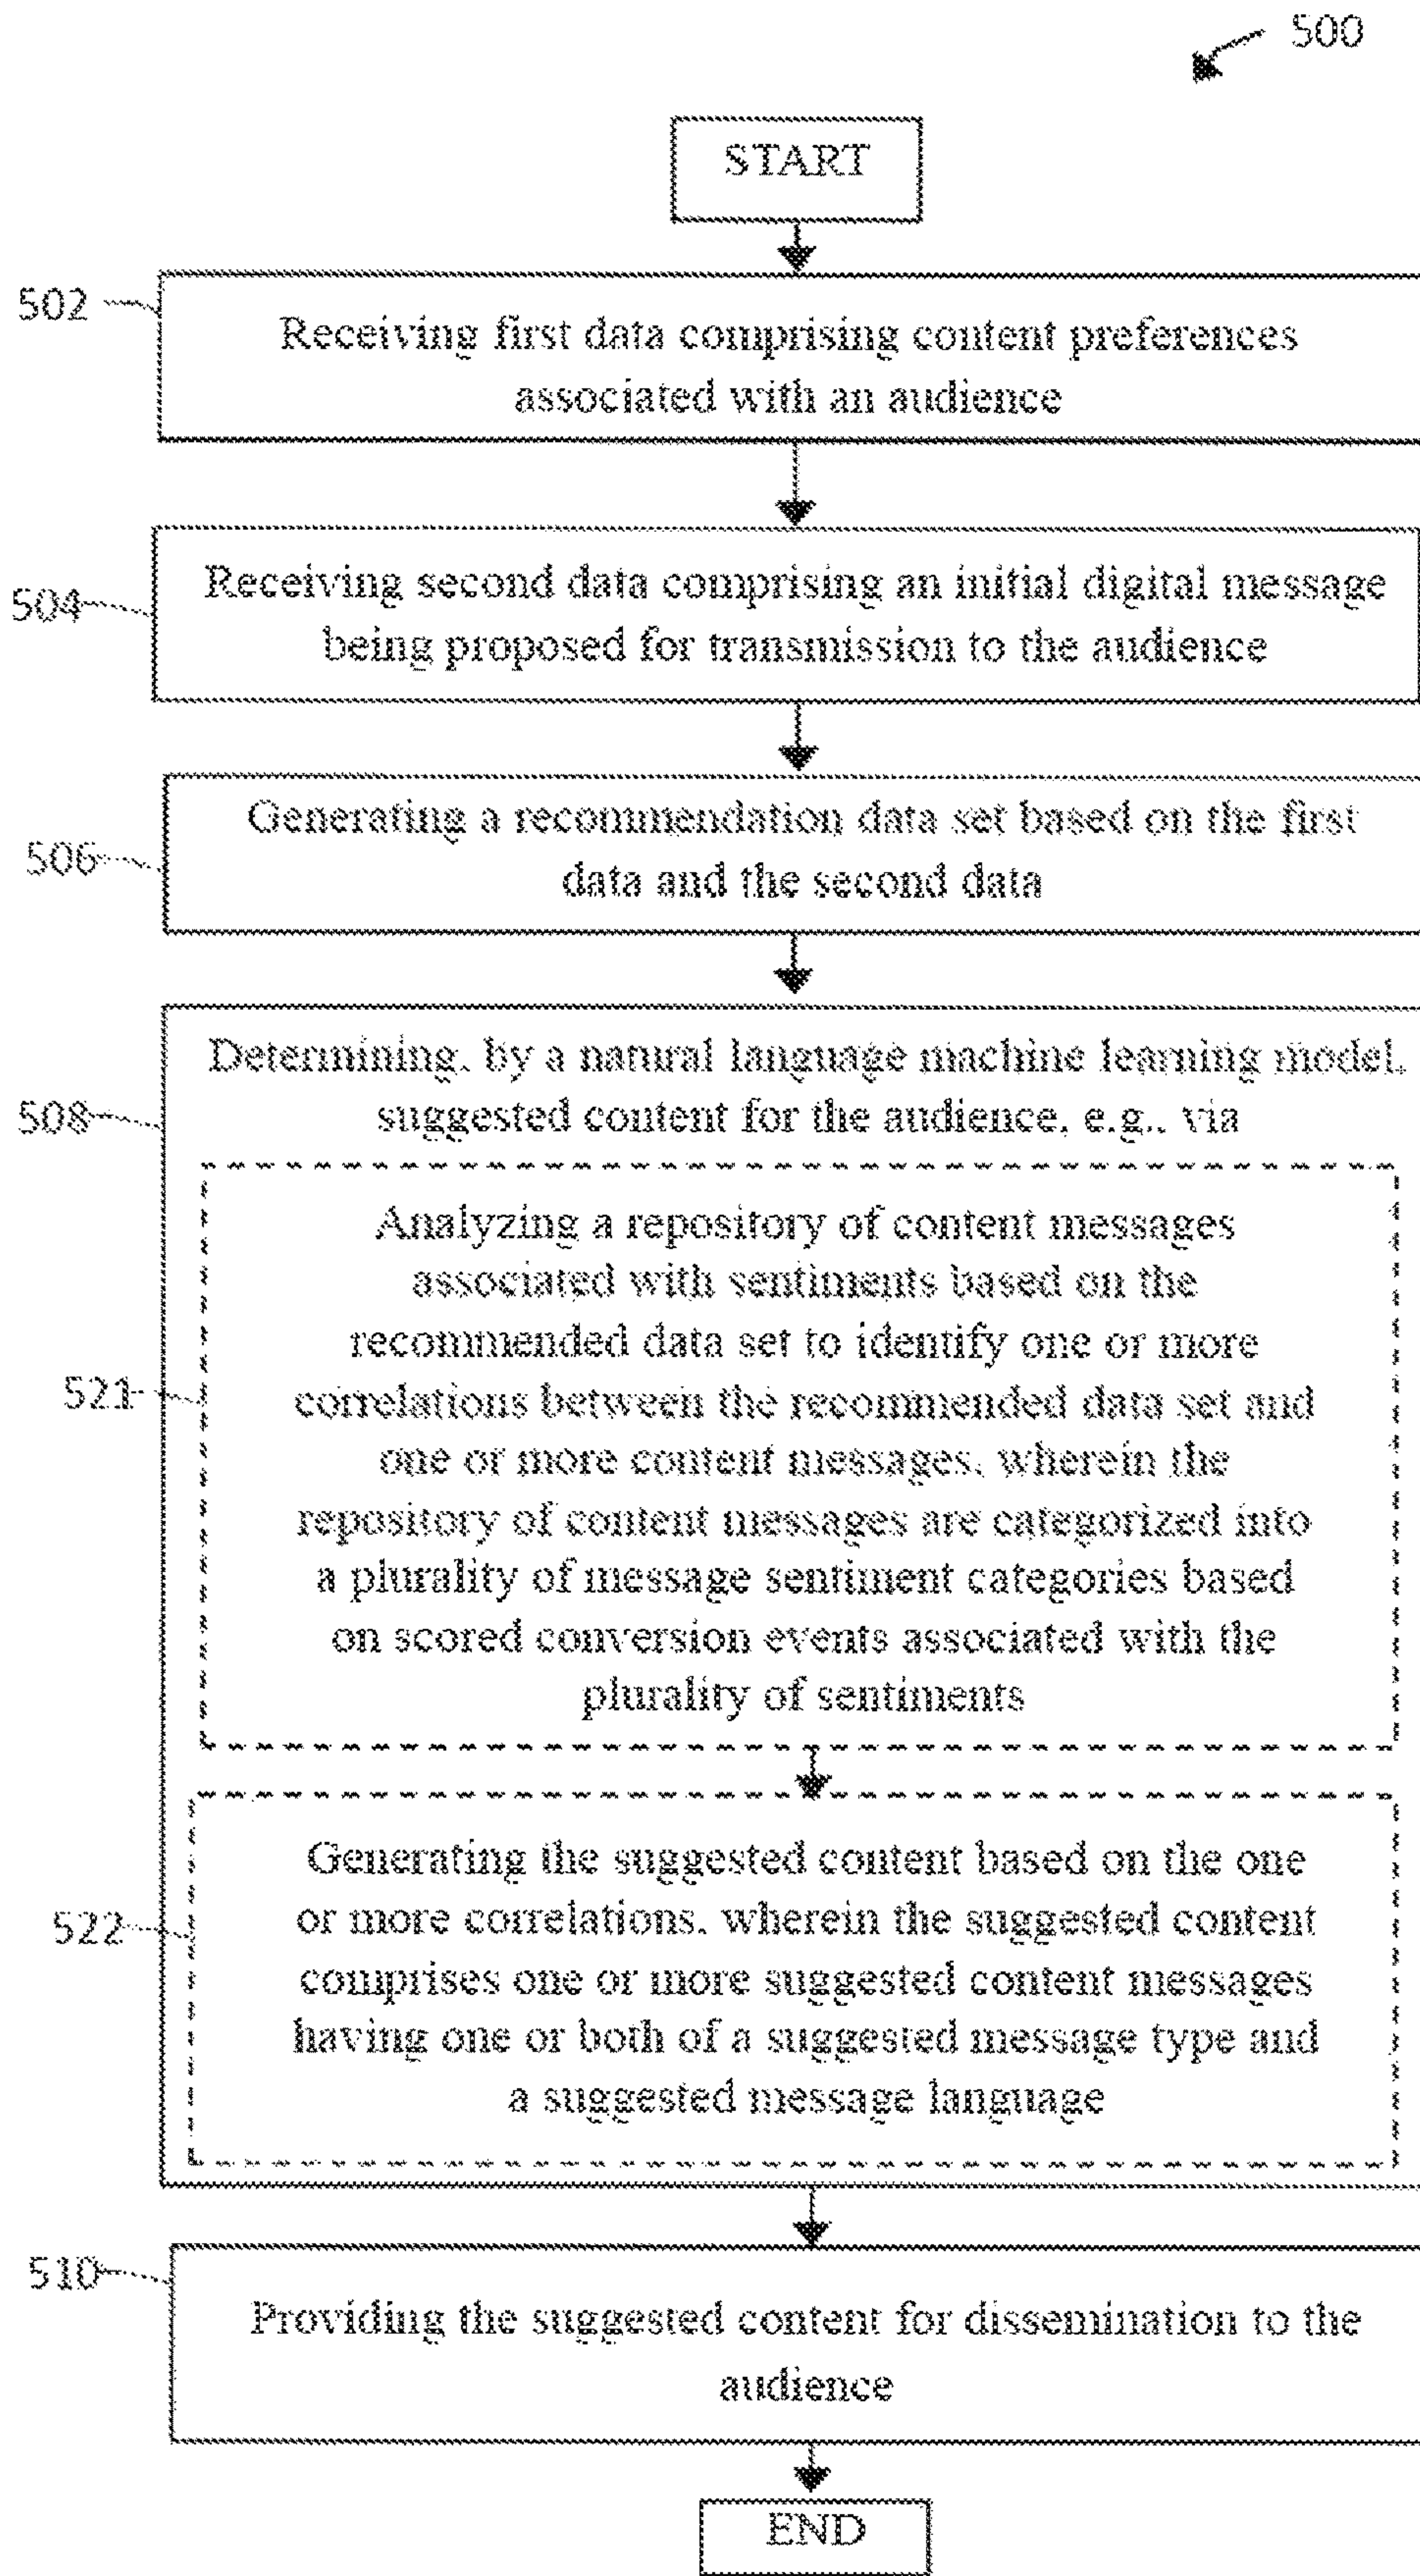 500
START
502
Receiving first data comprising content preferences
associated with an audience
504
Receiving second data comprising an initial digital message
being proposed for transmission to the audience
506
Generating a recommendation data set based on the first
data and the second data
508
Determining, by a natural language machine learning model,
suggested content for the audience, e.g., via
521
Analyzing a repository of content messages
associated with sentiments based on the
recommended data set to identify one or more
correlations between the recommended data set and
one or more content messages, wherein the
repository of content messages are categorized into
a plurality of message sentiment categories based
on scored conversion events associated with the
plurality of sentiments
522
Generating the suggested content based on the one
or more correlations, wherein the suggested content
comprises one or more suggested content messages
having one or both of a suggested message type and
a suggested message language
510
Providing the suggested content for dissemination to the
audience
END